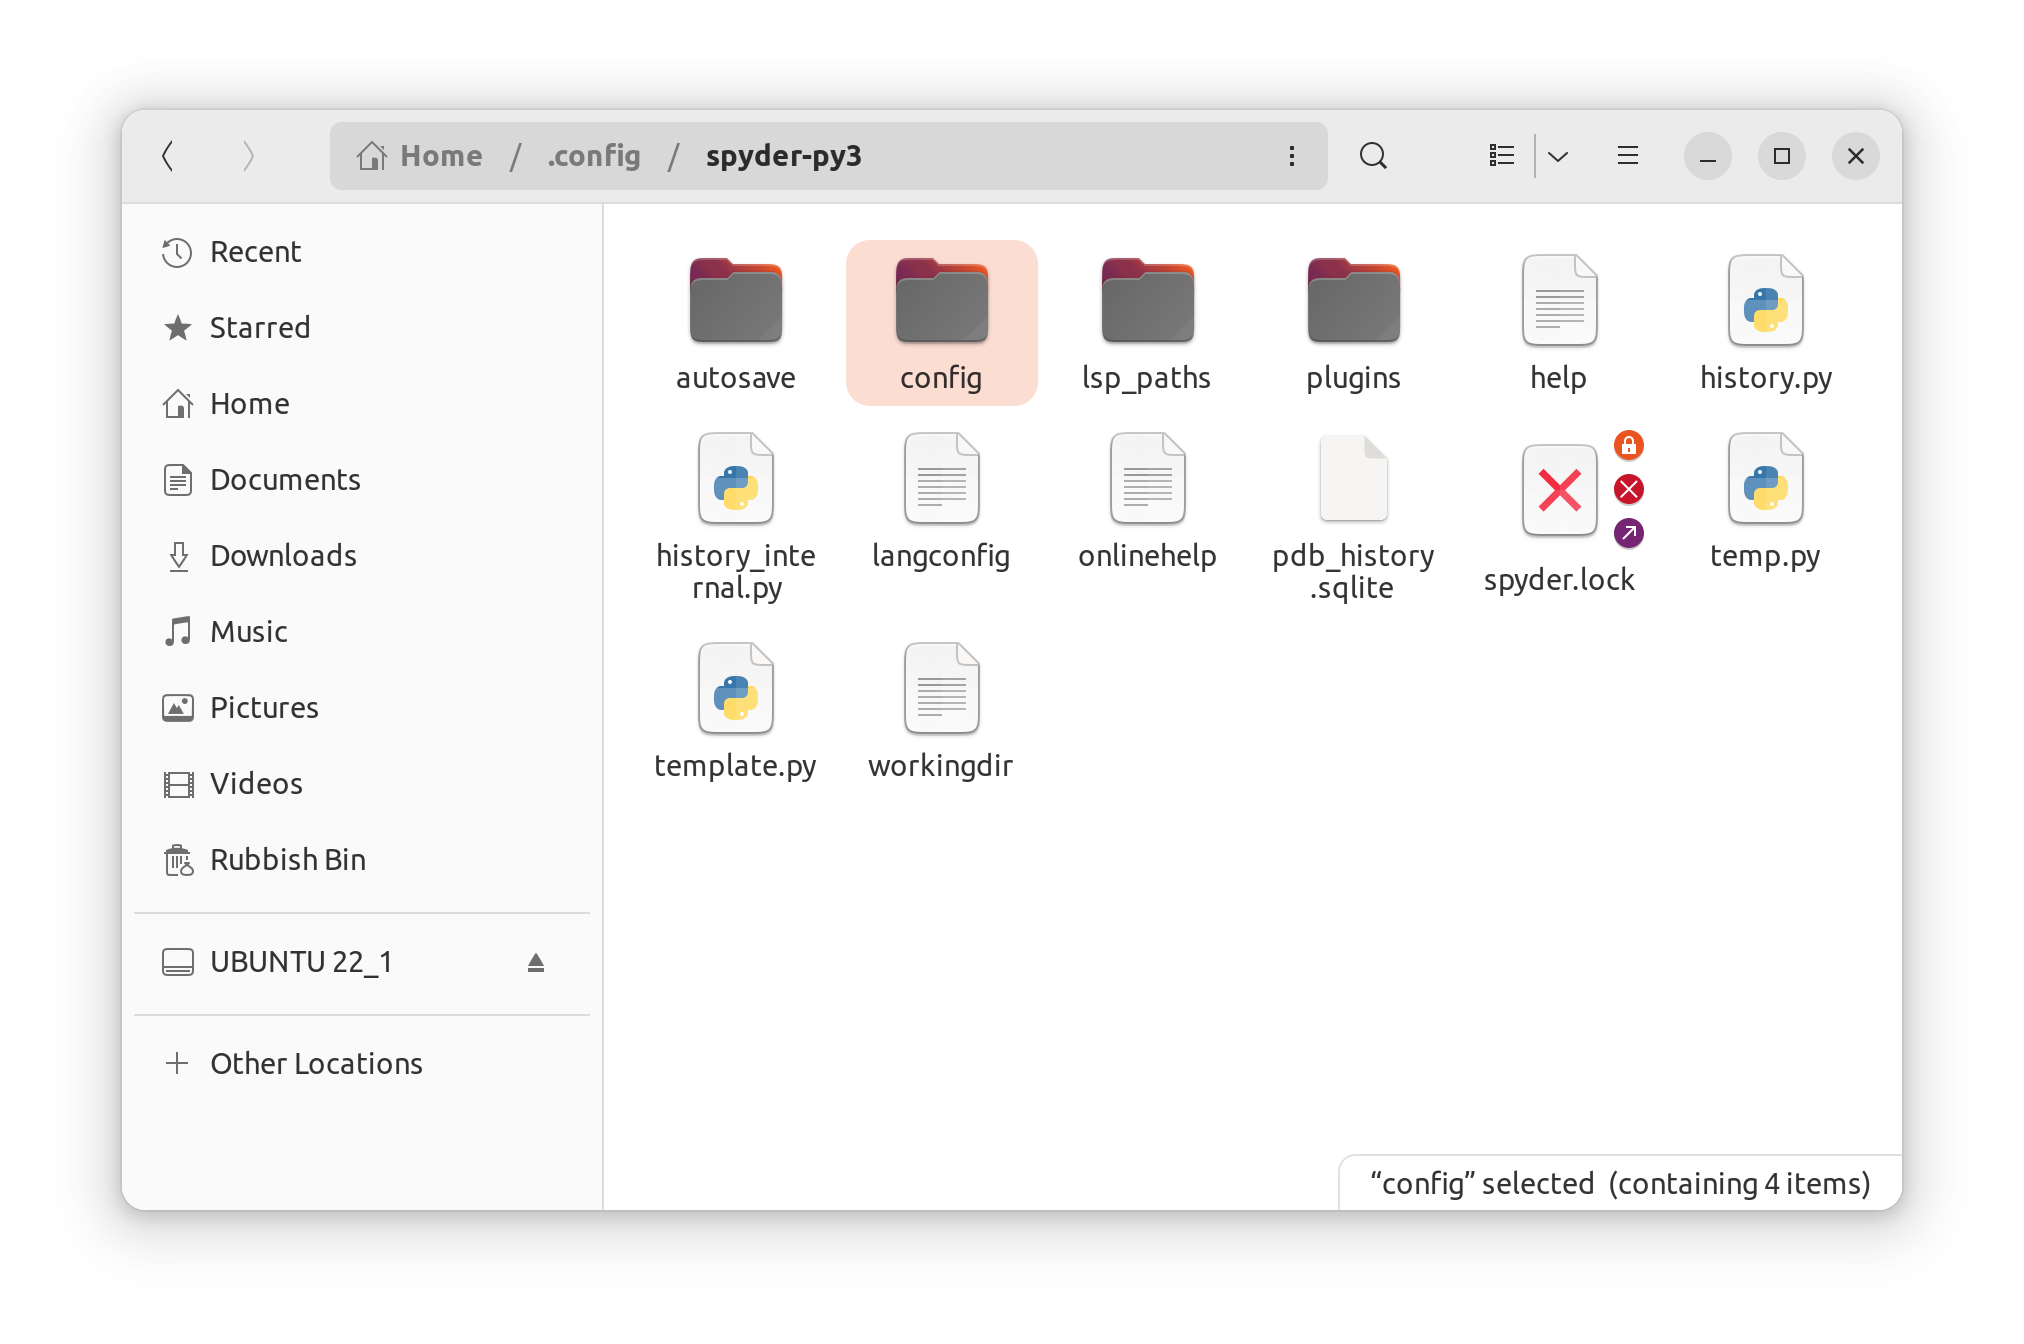 Home / .config / spyder-py3
Recent
Starred
Home
Documents
Downloads
Music
Pictures
Videos
Rubbish Bin
UBUNTU 22_1
Other Locations
autosave
config
lsp_paths
plugins
help
history.py
history_inte
rnal.py
langconfig
onlinehelp
pdb_history
.sqlite
spyder.lock
temp.py
template.py
workingdir
“config” selected (containing 4 items)